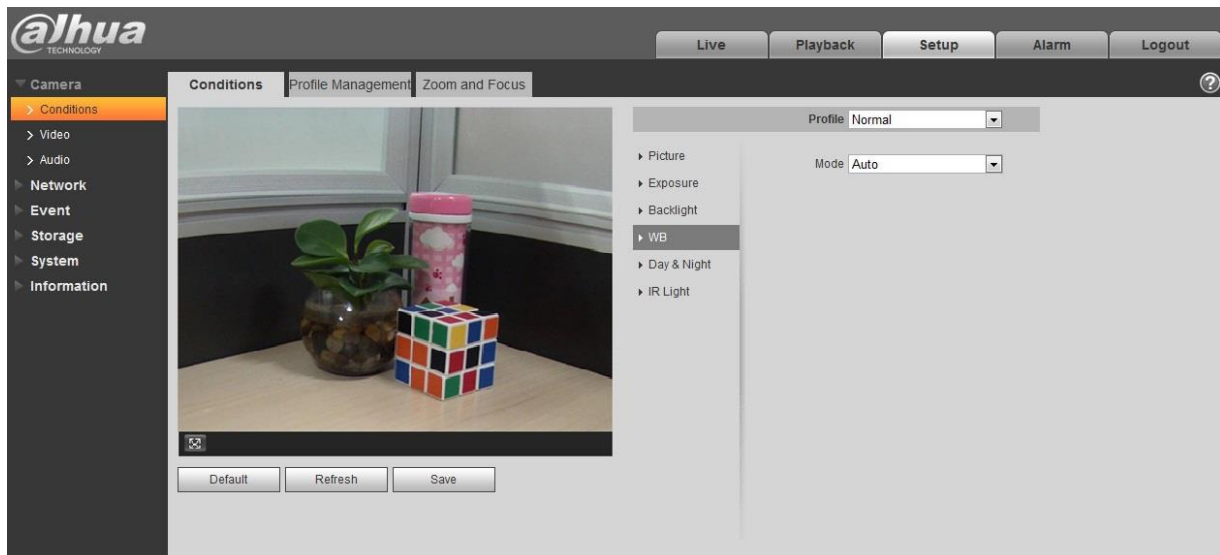 alhua
TECHNOLOGY
Live
Playback
Setup
Alarm
Logout
Camera
Conditions
Video
Audio
Network
Event
Storage
System
Information
Conditions
Profile Management
Zoom and Focus
?
Profile Normal
Picture
Exposure
Backlight
WB
Day & Night
IR Light
Mode Auto
Default
Refresh
Save